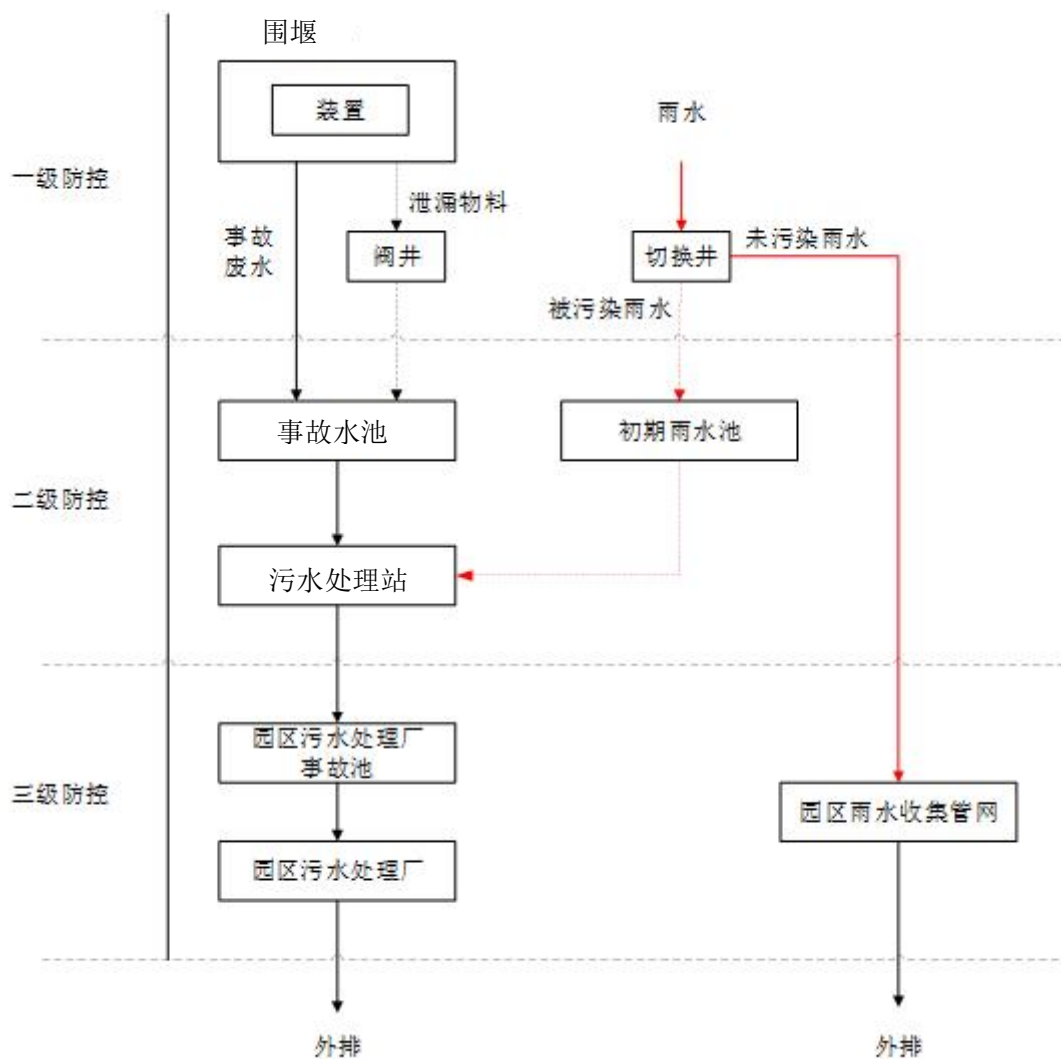 围堰
装置
雨水
一级防控
泄漏物料
事故
废水
阀井
切换井
未污染雨水
被污染雨水
事故水池
初期雨水池
二级防控
污水处理站
园区污水处理厂
事故池
三级防控
园区雨水收集管网
园区污水处理厂
外排
外排